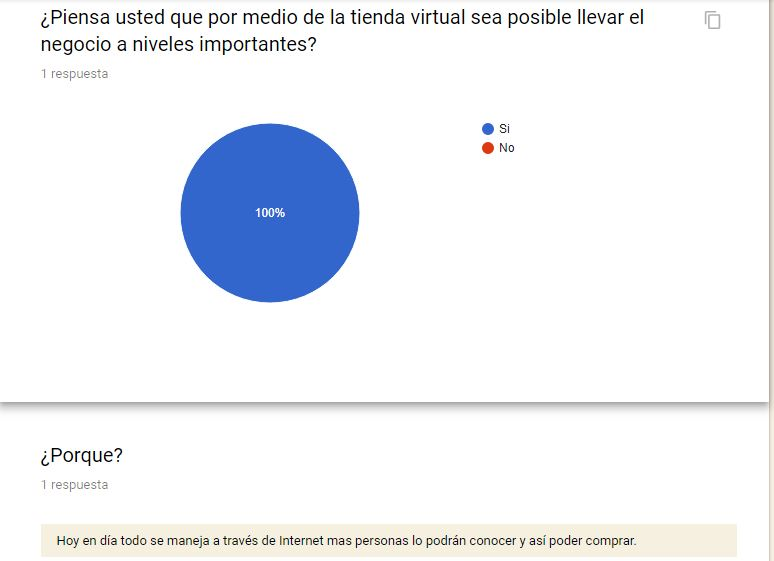 ¿Piensa usted que por medio de la tienda virtual sea posible llevar el
negocio a niveles importantes?
1 respuesta
Si
No
100%
¿Porque?
1 respuesta
Hoy en día todo se maneja a través de Internet mas personas lo podrán conocer y así poder comprar.